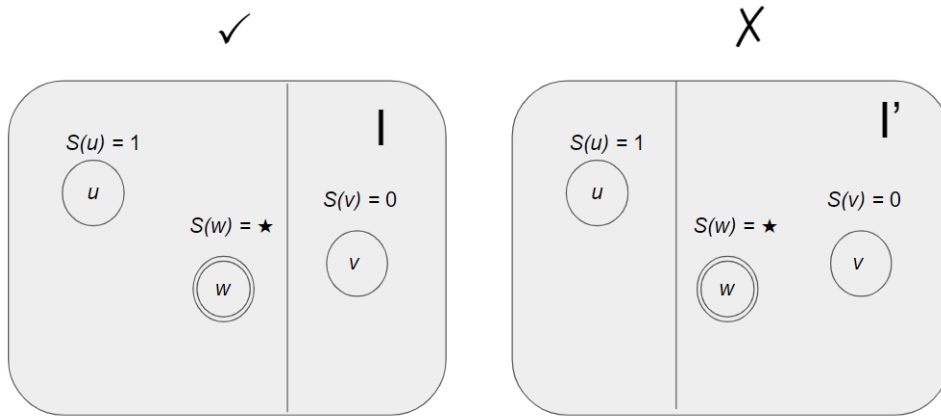 ✓
✗
I
I’
S(u) = 1
S(u) = 1
S(v) = 0
S(v) = 0
u
u
S(w) = ★
S(w) = ★
v
v
w
w